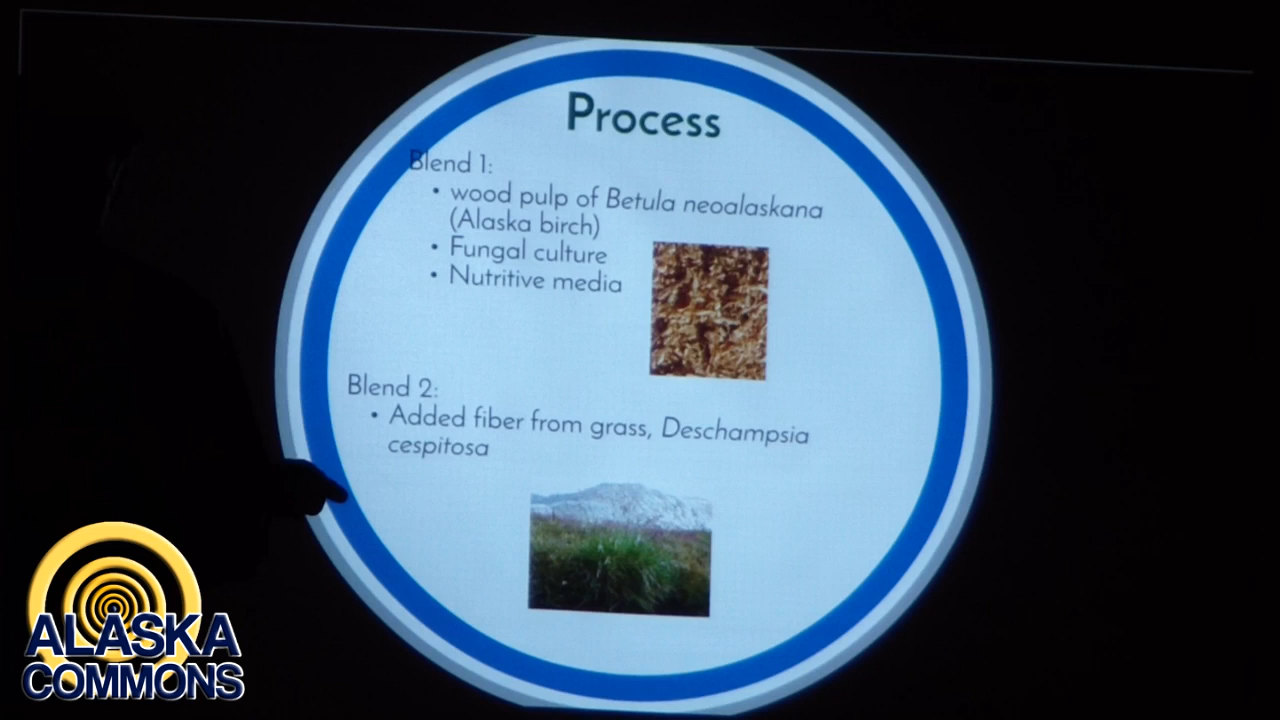 Process
Blend 1:
• wood pulp of Betula neoalaskana
(Alaska birch)
• Fungal culture
• Nutritive media
Blend 2:
• Added fiber from grass, Deschampsia
cespitosa
ALASKA
COMMONS